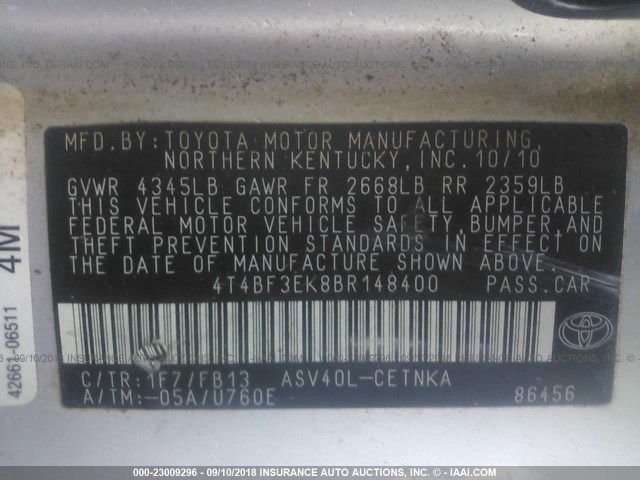 MFD.BY:TOYOTA MOTOR MANUFACTURING,
NORTHERN KENTUCKY, INC. 10/10
GVWR 4345LB GAWR FR 2668LB RR 2359LB
THIS VEHICLE CONFORMS TO ALL APPLICABLE
FEDERAL MOTOR VEHICLE SAFETY, BUMPER, AND
THEFT PREVENTION STANDARDS IN EFFECT ON
THE DATE OF MANUFACTURE SHOWN ABOVE.
4T4BF3EK8BR148400 PASS.CAR
C/TR:1F7/FB13 ASV40L-CETNKA
A/TM:-05A/U760E 86456
TOYOTA
4M
06511
000-23009296 - 09/10/2018 - INSURANCE AUTO AUCTIONS, INC. - IAAI.COM